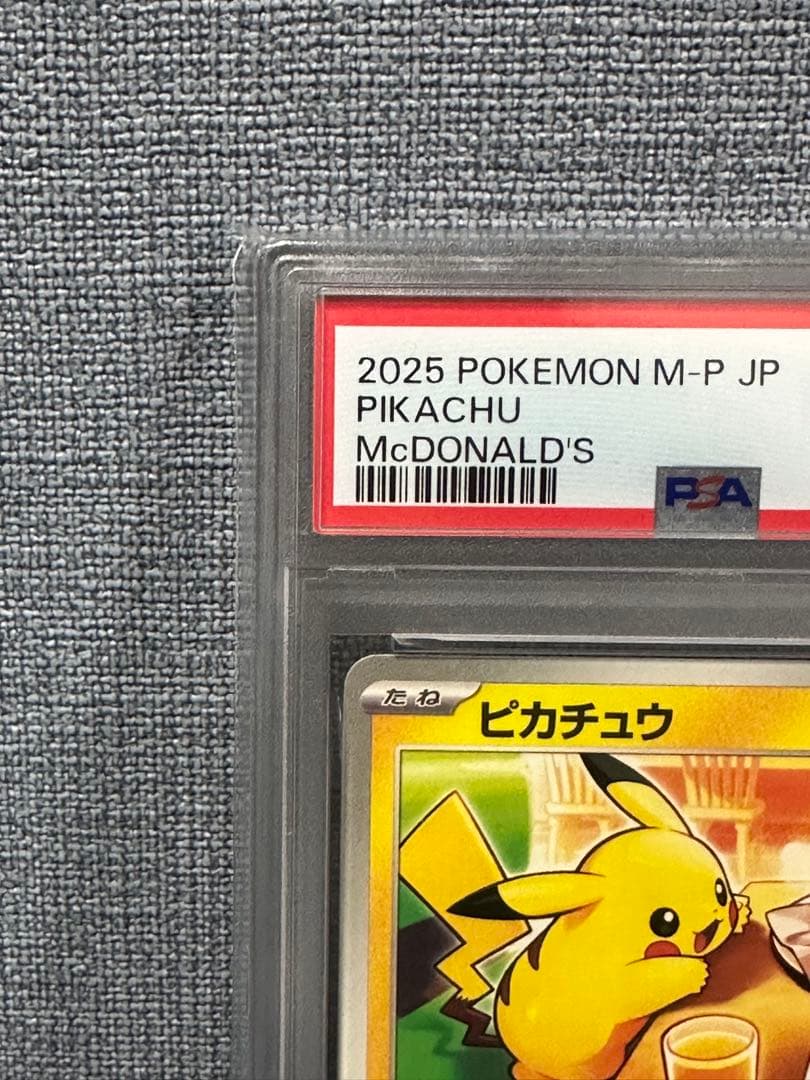 2025 POKEMON M-P JP
PIKACHU
McDONALD'S
PSA
たね
ピカチュウ